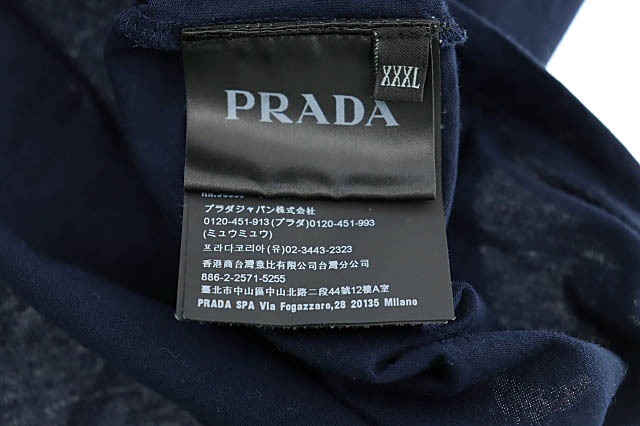 XXXL
PRADA
プラダジャパン株式会社
0120-451-913(プラダ)0120-451-993
(ミュウミュウ)
프라다코리아(유)02-3443-2323
香港商台灣意比有限公司台灣分公司
886-2-2571-5255
臺北市中山區中山北路二段44號12樓A室
PRADA SPA Via Fogazzaro,28 20135 Milano